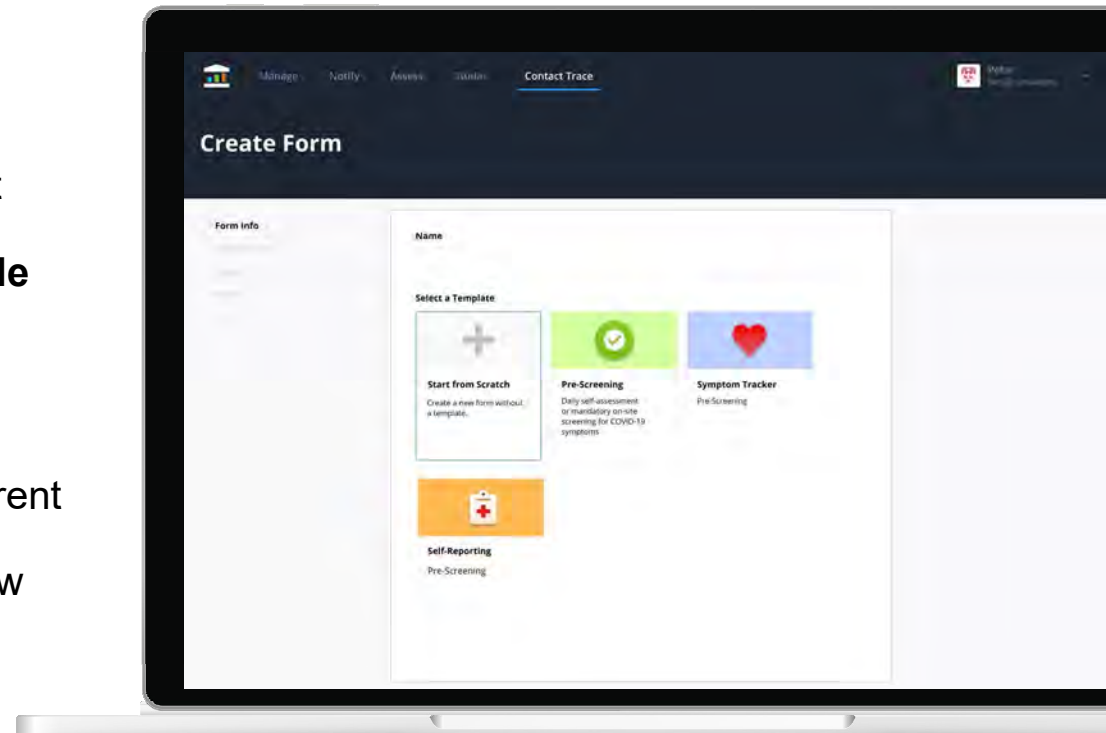 Manage Notify Assess Contact Trace
Create Form
Form Info
Name
Select a Template
Start from Scratch
Create a new form without
a template.
Pre-Screening
Daily self-assessment
or mandatory on-site
screening for COVID-19
symptoms
Symptom Tracker
Pre-Screening
Self-Reporting
Pre-Screening
t
le
rent
w